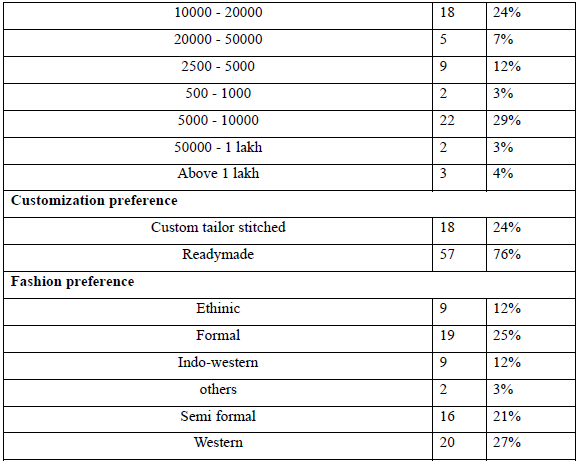 10000 - 20000 18 24%
20000 - 50000 5 7%
2500 - 5000 9 12%
500 - 1000 2 3%
5000 - 10000 22 29%
50000 - 1 lakh 2 3%
Above 1 lakh 3 4%
Customization preference
Custom tailor stitched 18 24%
Readymade 57 76%
Fashion preference
Ethinic 9 12%
Formal 19 25%
Indo-western 9 12%
others 2 3%
Semi formal 16 21%
Western 20 27%